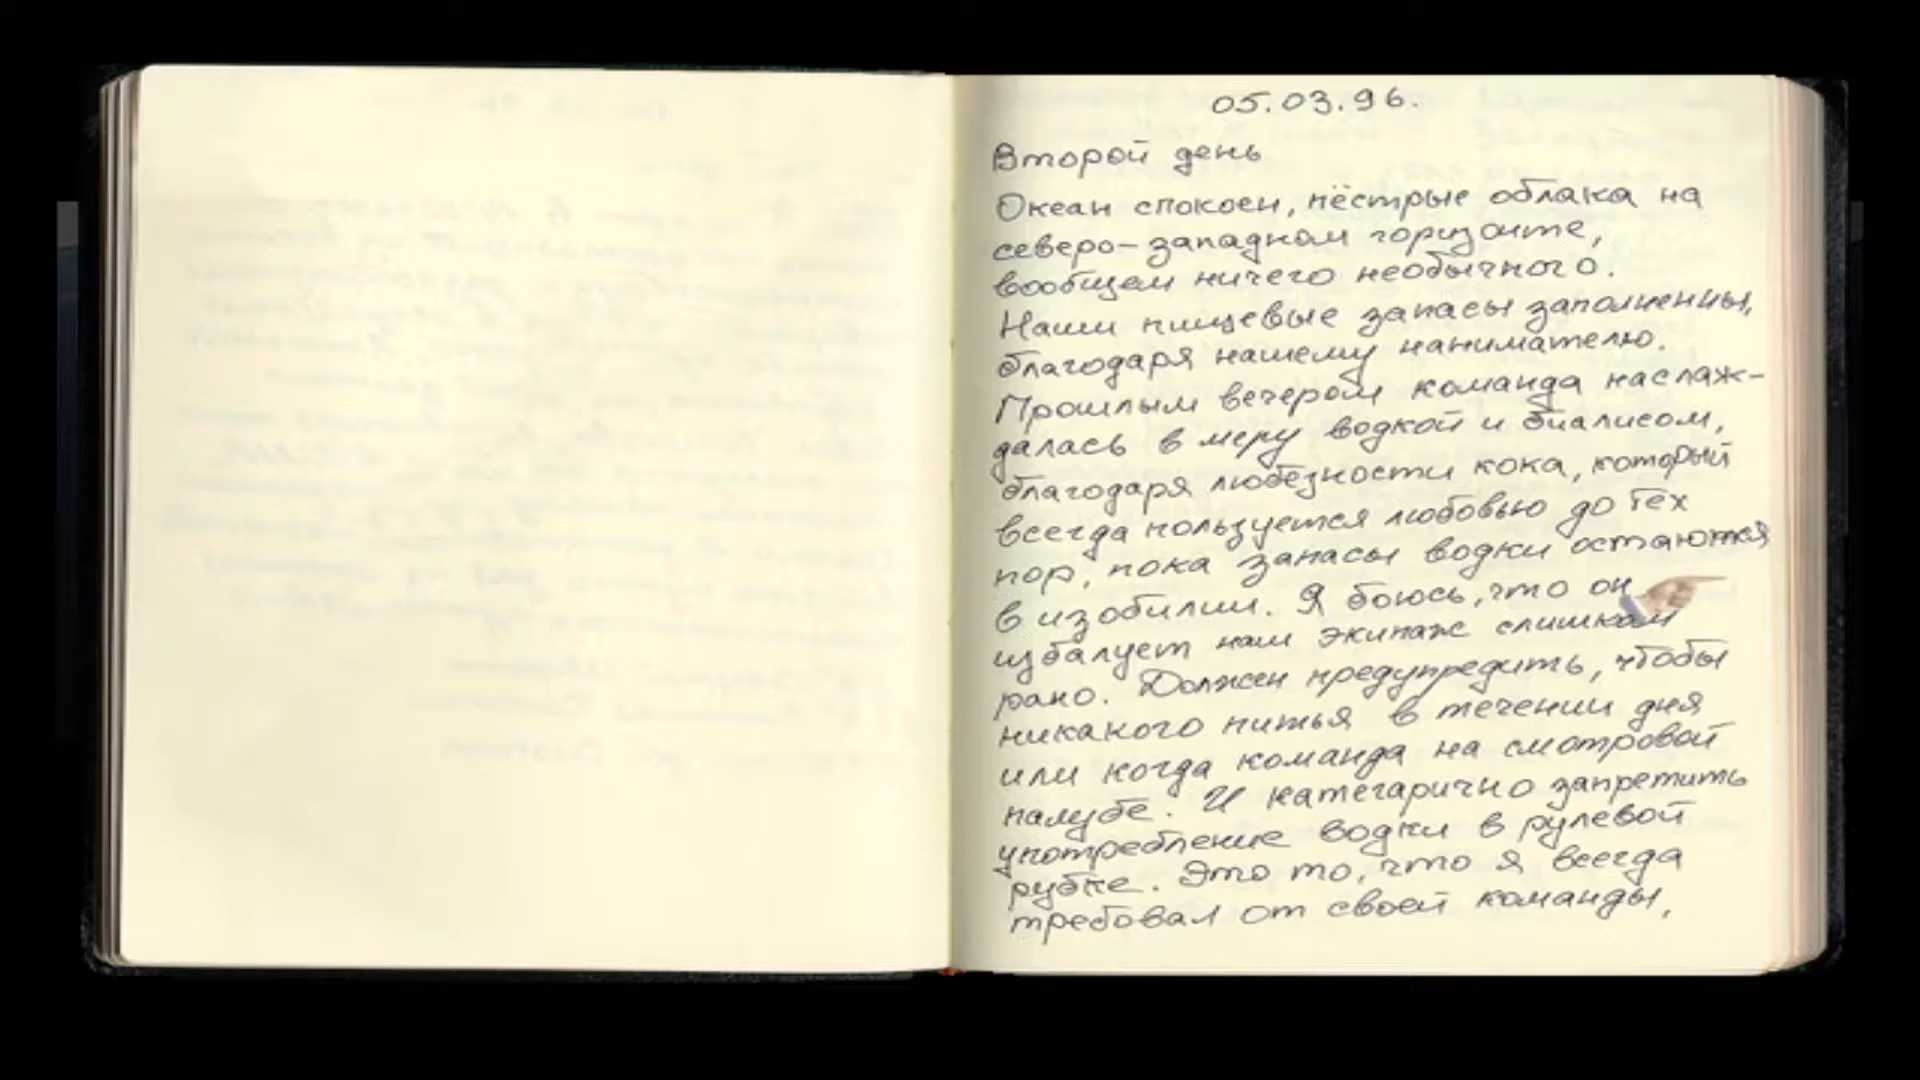 05.03.96.
Второй день
Океан спокоен, пёстрые облака на
северо-западном горизонте,
вообщем ничего необычного.
Наши пищевые запасы заполненны,
благодаря нашему нанимателю.
Прошлым вечером команда наслаж-
далась в меру водкой и биалисом,
благодаря любезности кока, который
всегда пользуется любовью до тех
пор, пока запасы водки остаются
в изобилии. Я боюсь, что он
избалует наш экипаж слишком
рано. Должен предупредить, чтобы
никакого питья в течении дня
или когда команда на смотровой
палубе. И категарично запретить
употребление водки в рулевой
рубке. Это то, что я всегда
требовал от своей команды,